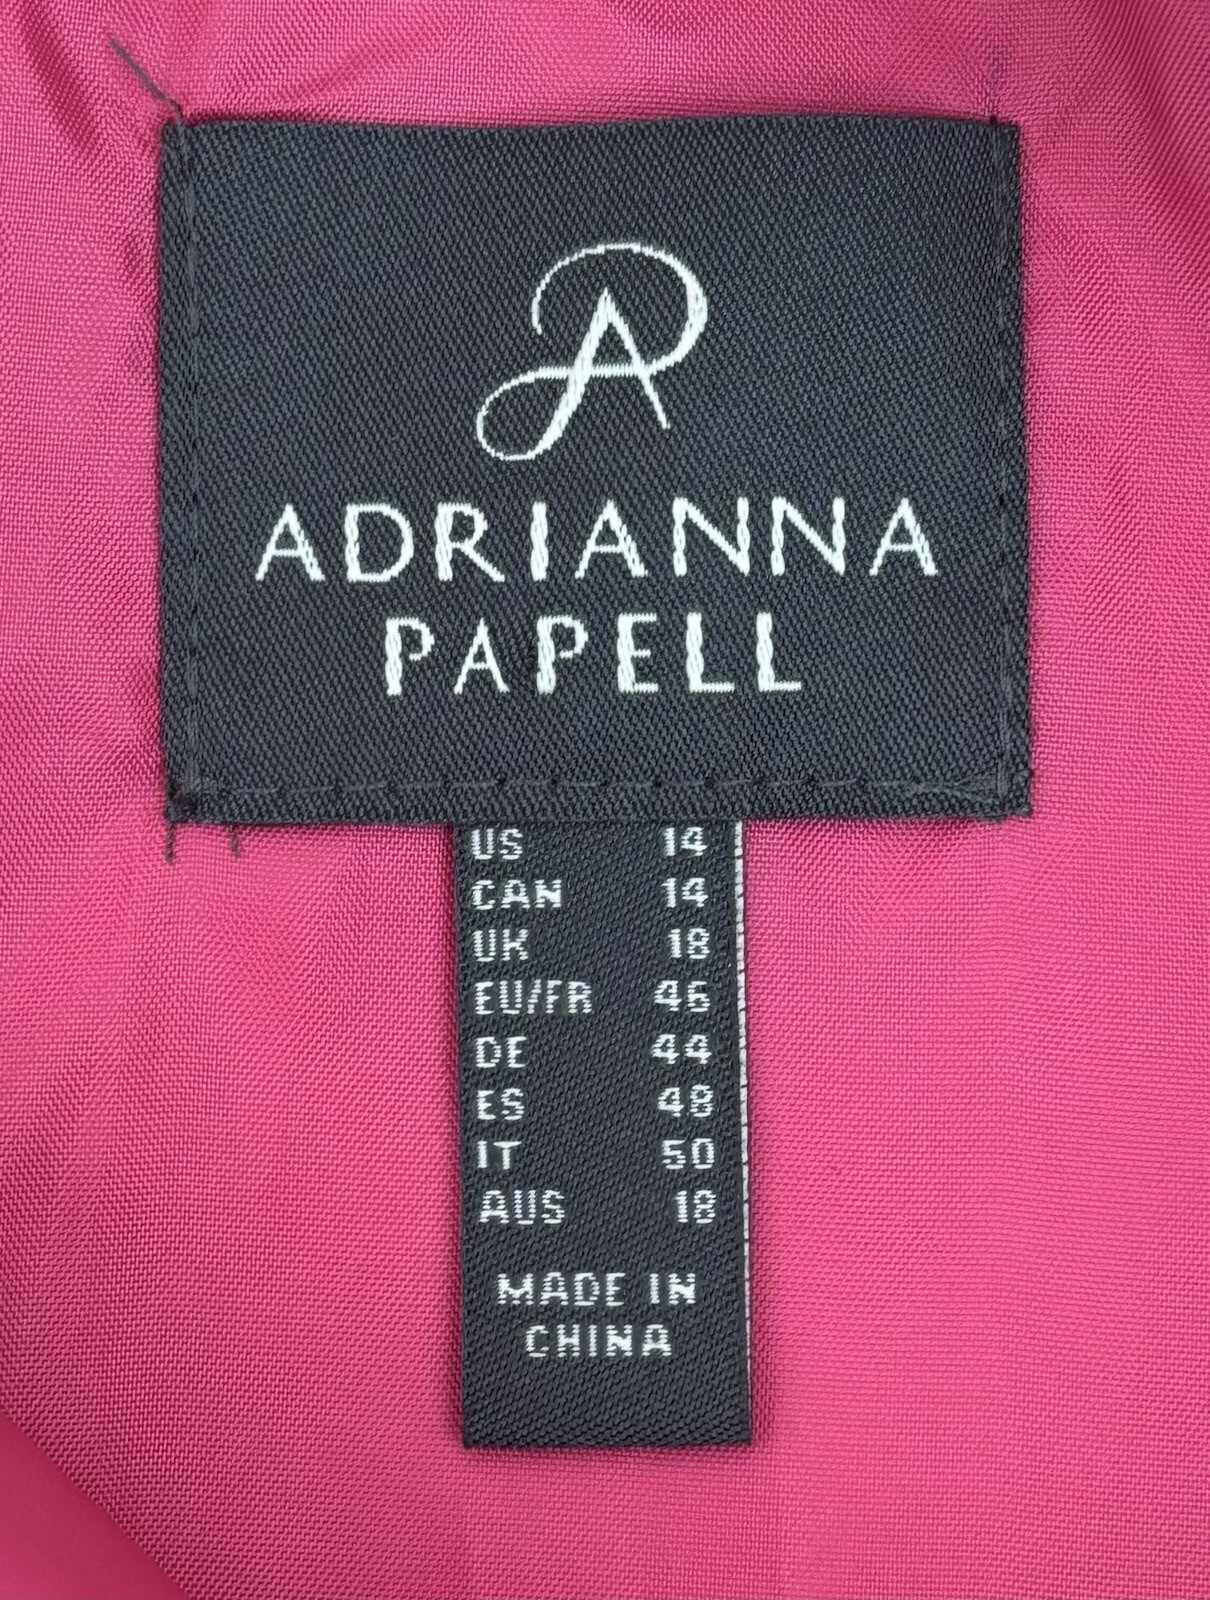 AP
ADRIANNA
PAPELL
US 14
CAN 14
UK 18
EU/FR 46
DE 44
ES 48
IT 50
AUS 18
MADE IN
CHINA